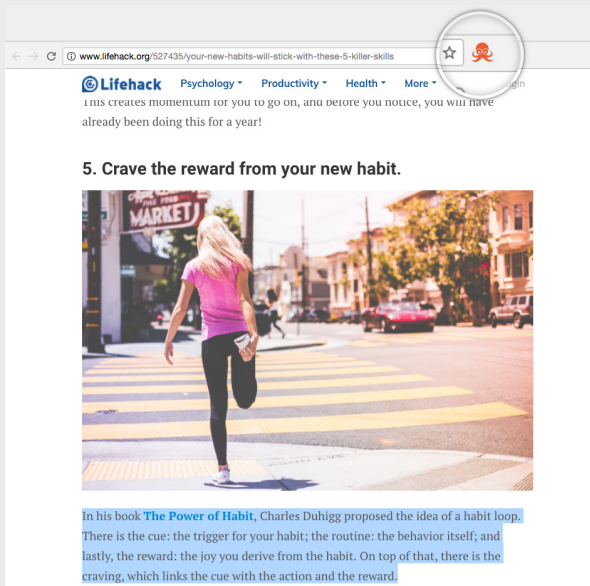 www.lifehack.org/527435/your-new-habits-will-stick-with-these-5-killer-skills
Lifehack Psychology Productivity Health More
This creates momentum for you to go on, and before you notice, you will have
already been doing this for a year!
5. Crave the reward from your new habit.
MARKET
In his book The Power of Habit, Charles Duhigg proposed the idea of a habit loop.
There is the cue: the trigger for your habit; the routine: the behavior itself; and
lastly, the reward: the joy you derive from the habit. On top of that, there is the
craving, which links the cue with the action and the reward.